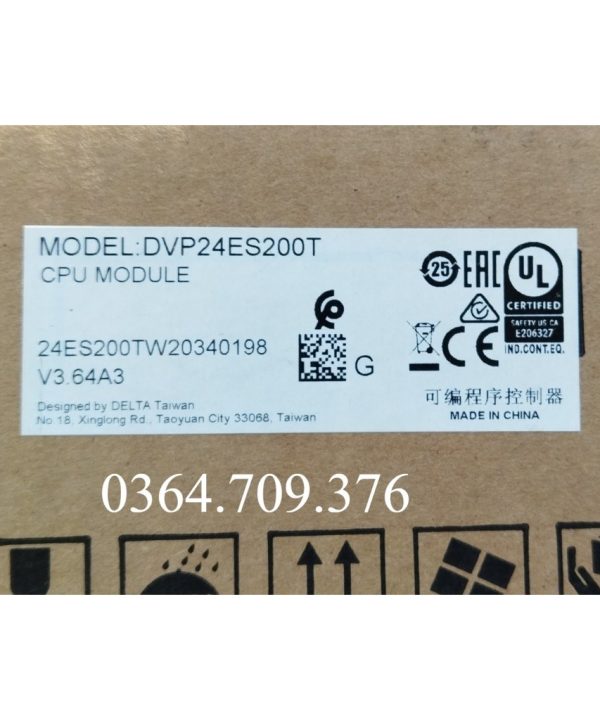 MODEL:DVP24ES200T
CPU MODULE
24ES200TW20340198
V3.64A3
G
Designed by DELTA Taiwan
No.18, Xinglong Rd., Taoyuan City 33068, Taiwan
25
EAC
UL
CERTIFIED
SAFETY US CA
E206327
IND.CONT.EQ.
CE
可编程序控制器
MADE IN CHINA
0364.709.376